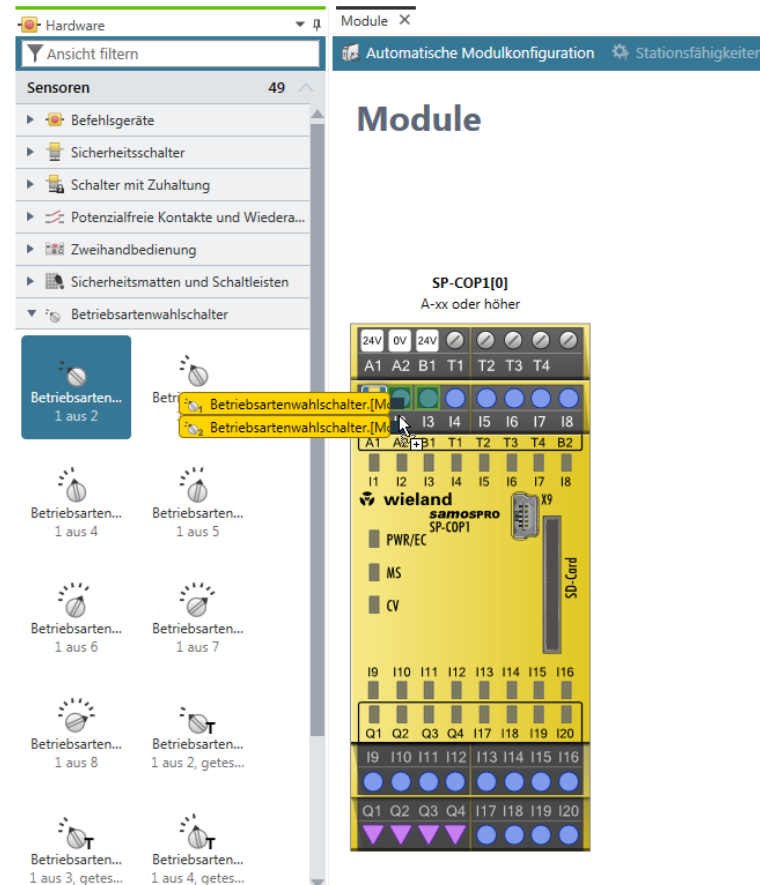 Hardware
Ansicht filtern
Sensoren 49
Befehlsgeräte
Sicherheitsschalter
Schalter mit Zuhaltung
Potenzialfreie Kontakte und Wiedera...
Zweihandbedienung
Sicherheitsmatten und Schaltleisten
Betriebsartenwahlschalter
Betriebsarten...
1 aus 2
Betri
Betriebsartenwahlschalter.[Mo
Betriebsartenwahlschalter.[Mo
Betriebsarten...
1 aus 4
Betriebsarten...
1 aus 5
Betriebsarten...
1 aus 6
Betriebsarten...
1 aus 7
Betriebsarten...
1 aus 8
T
Betriebsarten...
1 aus 2, getes...
T
Betriebsarten...
1 aus 3, getes...
T
Betriebsarten...
1 aus 4, getes...
Module
Automatische Modulkonfiguration Stationsfähigkeiten
Module
SP-COP1[0]
A-xx oder höher
24V 0V 24V
A1 A2 B1 T1 T2 T3 T4
I3 I4 I5 I6 I7 I8
A1 A2 B1 T1 T2 T3 T4 B2
I1 I2 I3 I4 I5 I6 I7 I8
wieland X9
samosPRO
SP-COP1
PWR/EC
MS
CV
SD-Card
I9 I10 I11 I12 I13 I14 I15 I16
Q1 Q2 Q3 Q4 I17 I18 I19 I20
I9 I10 I11 I12 I13 I14 I15 I16
Q1 Q2 Q3 Q4 I17 I18 I19 I20